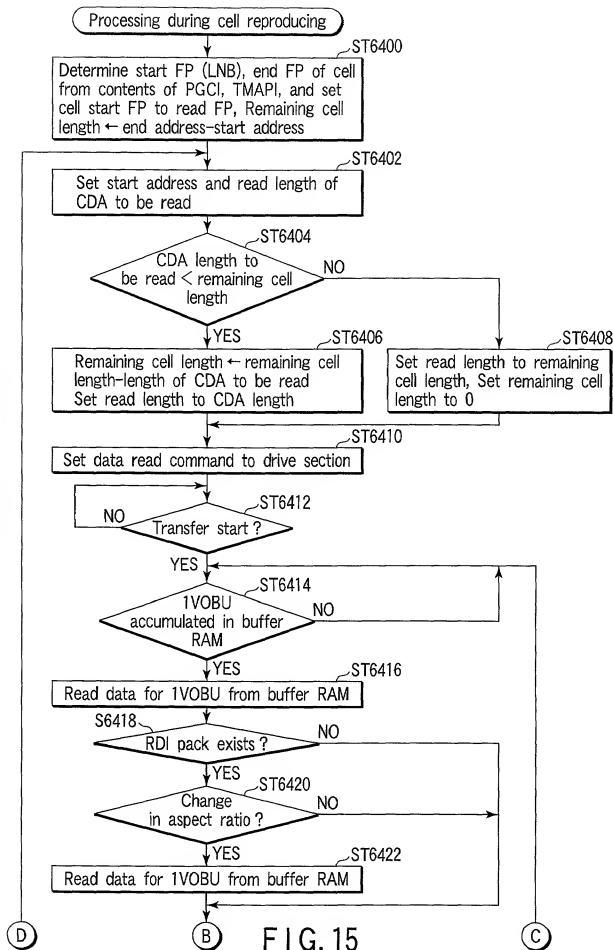 Processing during cell reproducing
ST6400
Determine start FP (LNB), end FP of cell
from contents of PGCI, TMAPI, and set
cell start FP to read FP, Remaining cell
length ← end address-start address
ST6402
Set start address and read length of
CDA to be read
ST6404
CDA length to
be read < remaining cell
length
NO
YES
ST6406
Remaining cell length ← remaining cell
length-length of CDA to be read
Set read length to CDA length
ST6408
Set read length to remaining
cell length, Set remaining cell
length to 0
ST6410
Set data read command to drive section
ST6412
NO
Transfer start ?
YES
ST6414
1VOBU
accumulated in buffer
RAM
NO
YES
ST6416
Read data for 1VOBU from buffer RAM
S6418
RDI pack exists ?
NO
YES
ST6420
Change
in aspect ratio ?
NO
YES
ST6422
Read data for 1VOBU from buffer RAM
D
B
FIG. 15
C